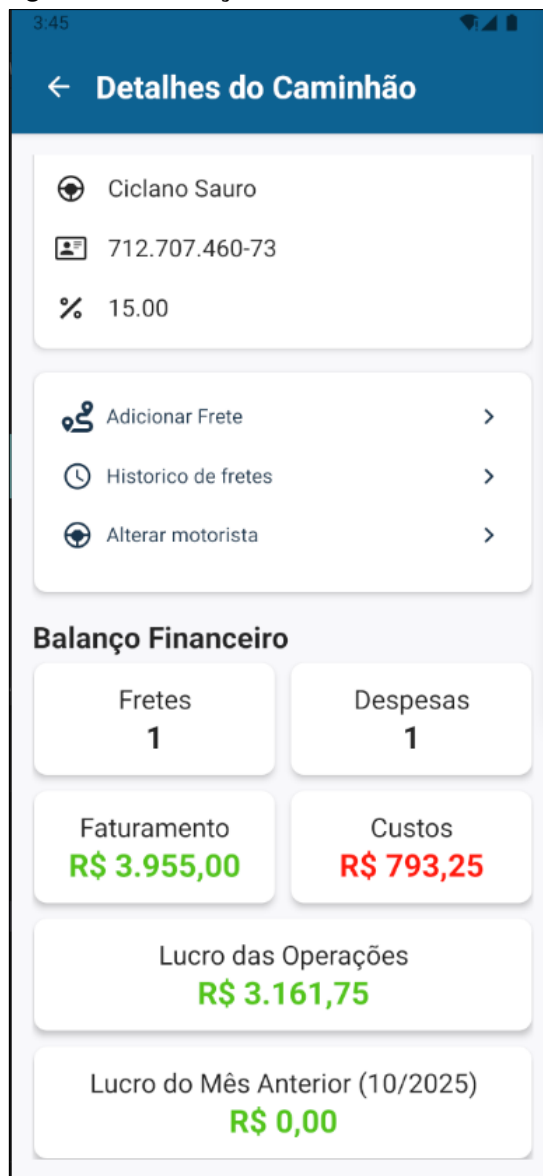 3:45
Detalhes do Caminhão
Ciclano Sauro
712.707.460-73
15.00
Adicionar Frete
Historico de fretes
Alterar motorista
Balanço Financeiro
Fretes
1
Despesas
1
Faturamento
R$ 3.955,00
Custos
R$ 793,25
Lucro das Operações
R$ 3.161,75
Lucro do Mês Anterior (10/2025)
R$ 0,00